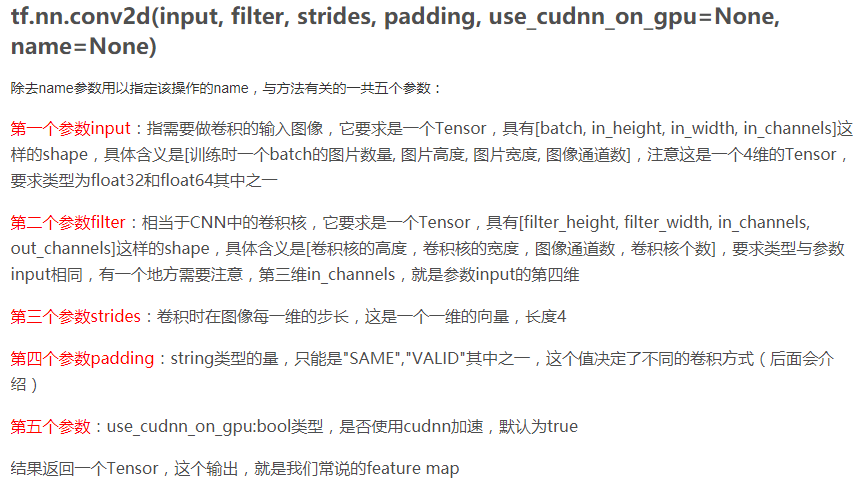 tf.nn.conv2d(input, filter, strides, padding, use_cudnn_on_gpu=None,
name=None)
除去name参数用以指定该操作的name，与方法有关的一共五个参数：
第一个参数input：指需要做卷积的输入图像，它要求是一个Tensor，具有[batch, in_height, in_width, in_channels]这
样的shape，具体含义是[训练时一个batch的图片数量, 图片高度, 图片宽度, 图像通道数]，注意这是一个4维的Tensor，
要求类型为float32和float64其中之一
第二个参数filter：相当于CNN中的卷积核，它要求是一个Tensor，具有[filter_height, filter_width, in_channels,
out_channels]这样的shape，具体含义是[卷积核的高度，卷积核的宽度，图像通道数，卷积核个数]，要求类型与参数
input相同，有一个地方需要注意，第三维in_channels，就是参数input的第四维
第三个参数strides：卷积时在图像每一维的步长，这是一个一维的向量，长度4
第四个参数padding：string类型的量，只能是"SAME","VALID"其中之一，这个值决定了不同的卷积方式（后面会介
绍）
第五个参数：use_cudnn_on_gpu:bool类型，是否使用cudnn加速，默认为true
结果返回一个Tensor，这个输出，就是我们常说的feature map